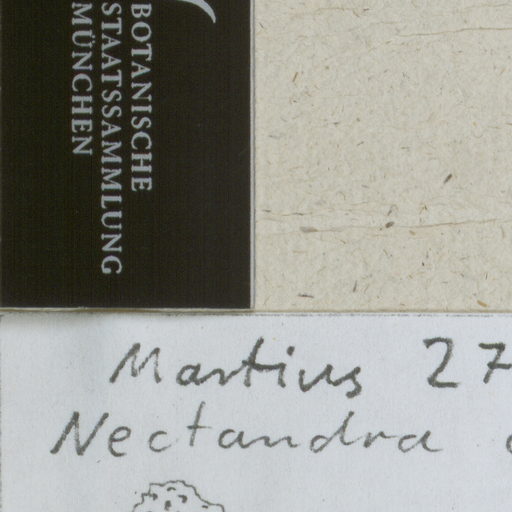 BOTANISCHE
STAATSSAMMLUNG
MÜNCHEN
Martius 27
Nectandra